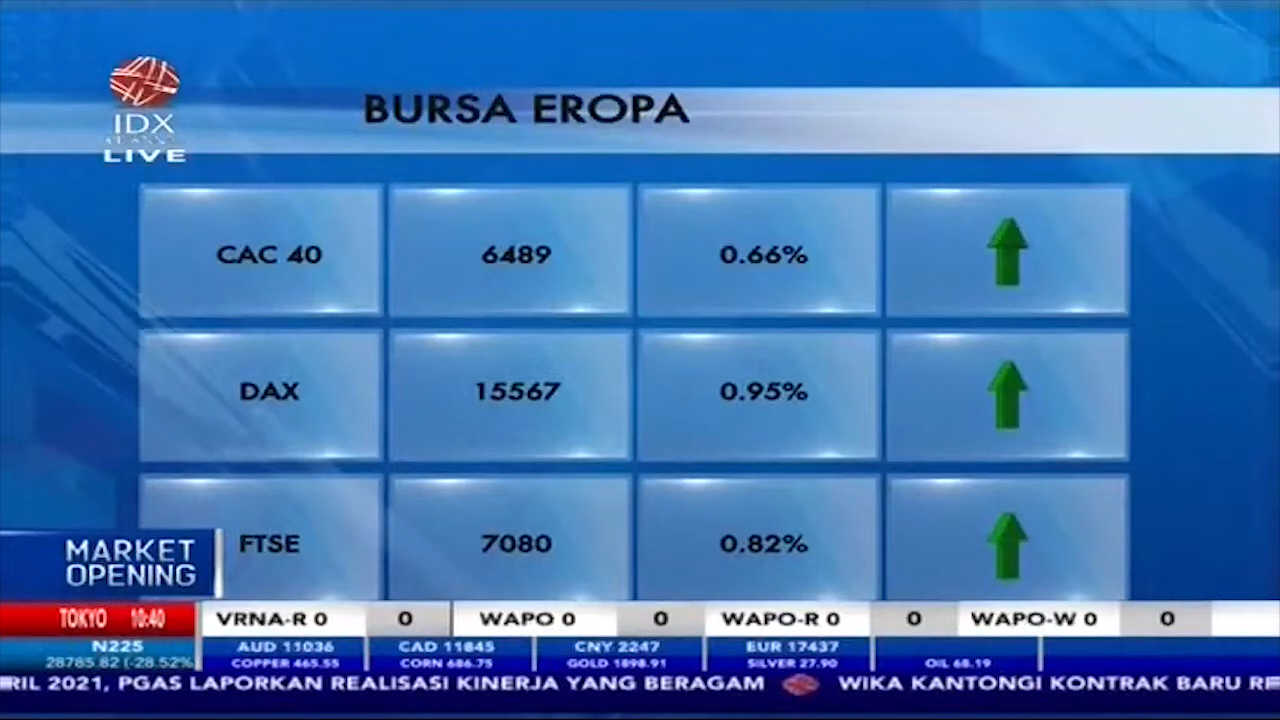 IDX
LIVE
BURSA EROPA
CAC 40 6489 0.66%
DAX 15567 0.95%
FTSE 7080 0.82%
MARKET
OPENING
TOKYO 10:40
VRNA-R 0 0 WAPO 0 0 WAPO-R 0 0 WAPO-W 0 0
N225
28785.82 (-28.52%
AUD 11036 CAD 11845 CNY 2247 EUR 17437
COPPER 465.55 CORN 686.75 GOLD 1898.91 SILVER 27.90 OIL 68.19
RIL 2021, PGAS LAPORKAN REALISASI KINERJA YANG BERAGAM WIKA KANTONGI KONTRAK BARU